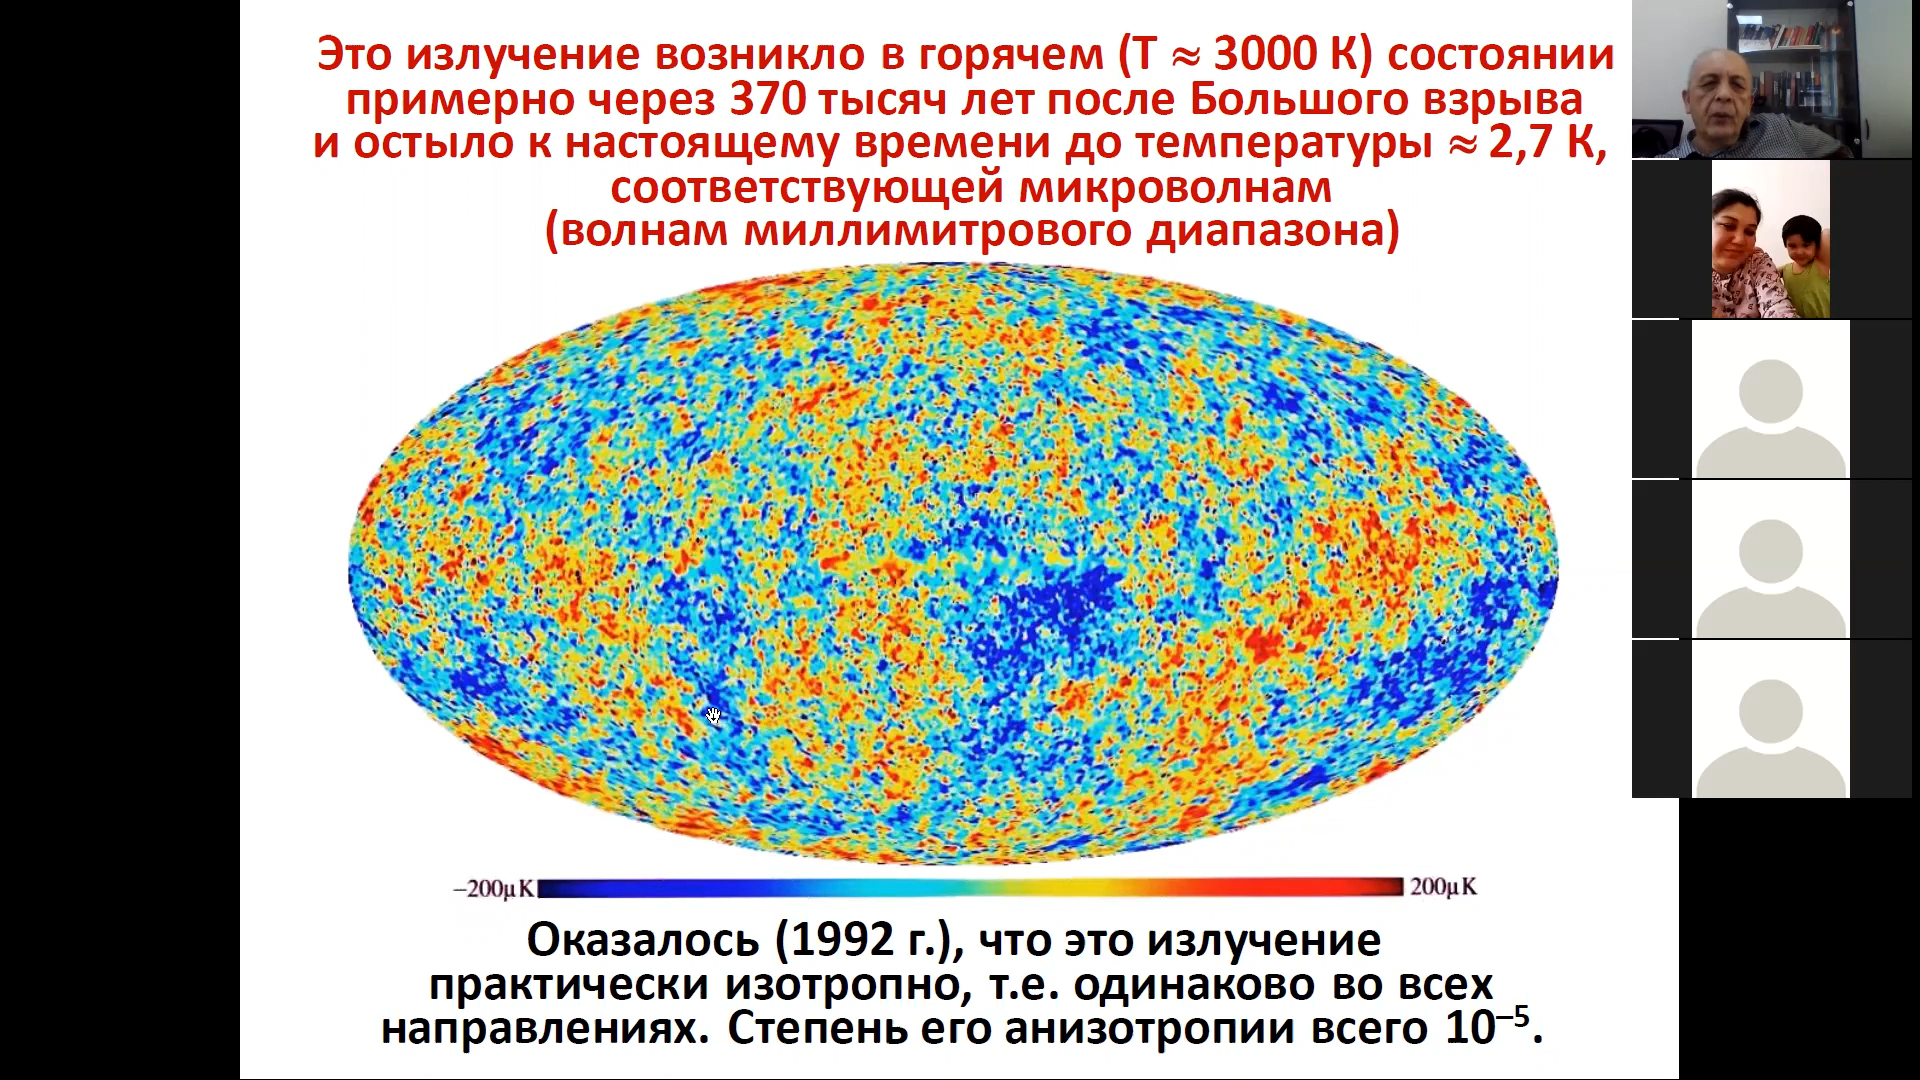 Это излучение возникло в горячем (Т ≈ 3000 К) состоянии
примерно через 370 тысяч лет после Большого взрыва
и остыло к настоящему времени до температуры ≈ 2,7 К,
соответствующей микроволнам
(волнам миллимитрового диапазона)
−200μK
200μK
Оказалось (1992 г.), что это излучение
практически изотропно, т.е. одинаково во всех
направлениях. Степень его анизотропии всего 10⁻⁵.